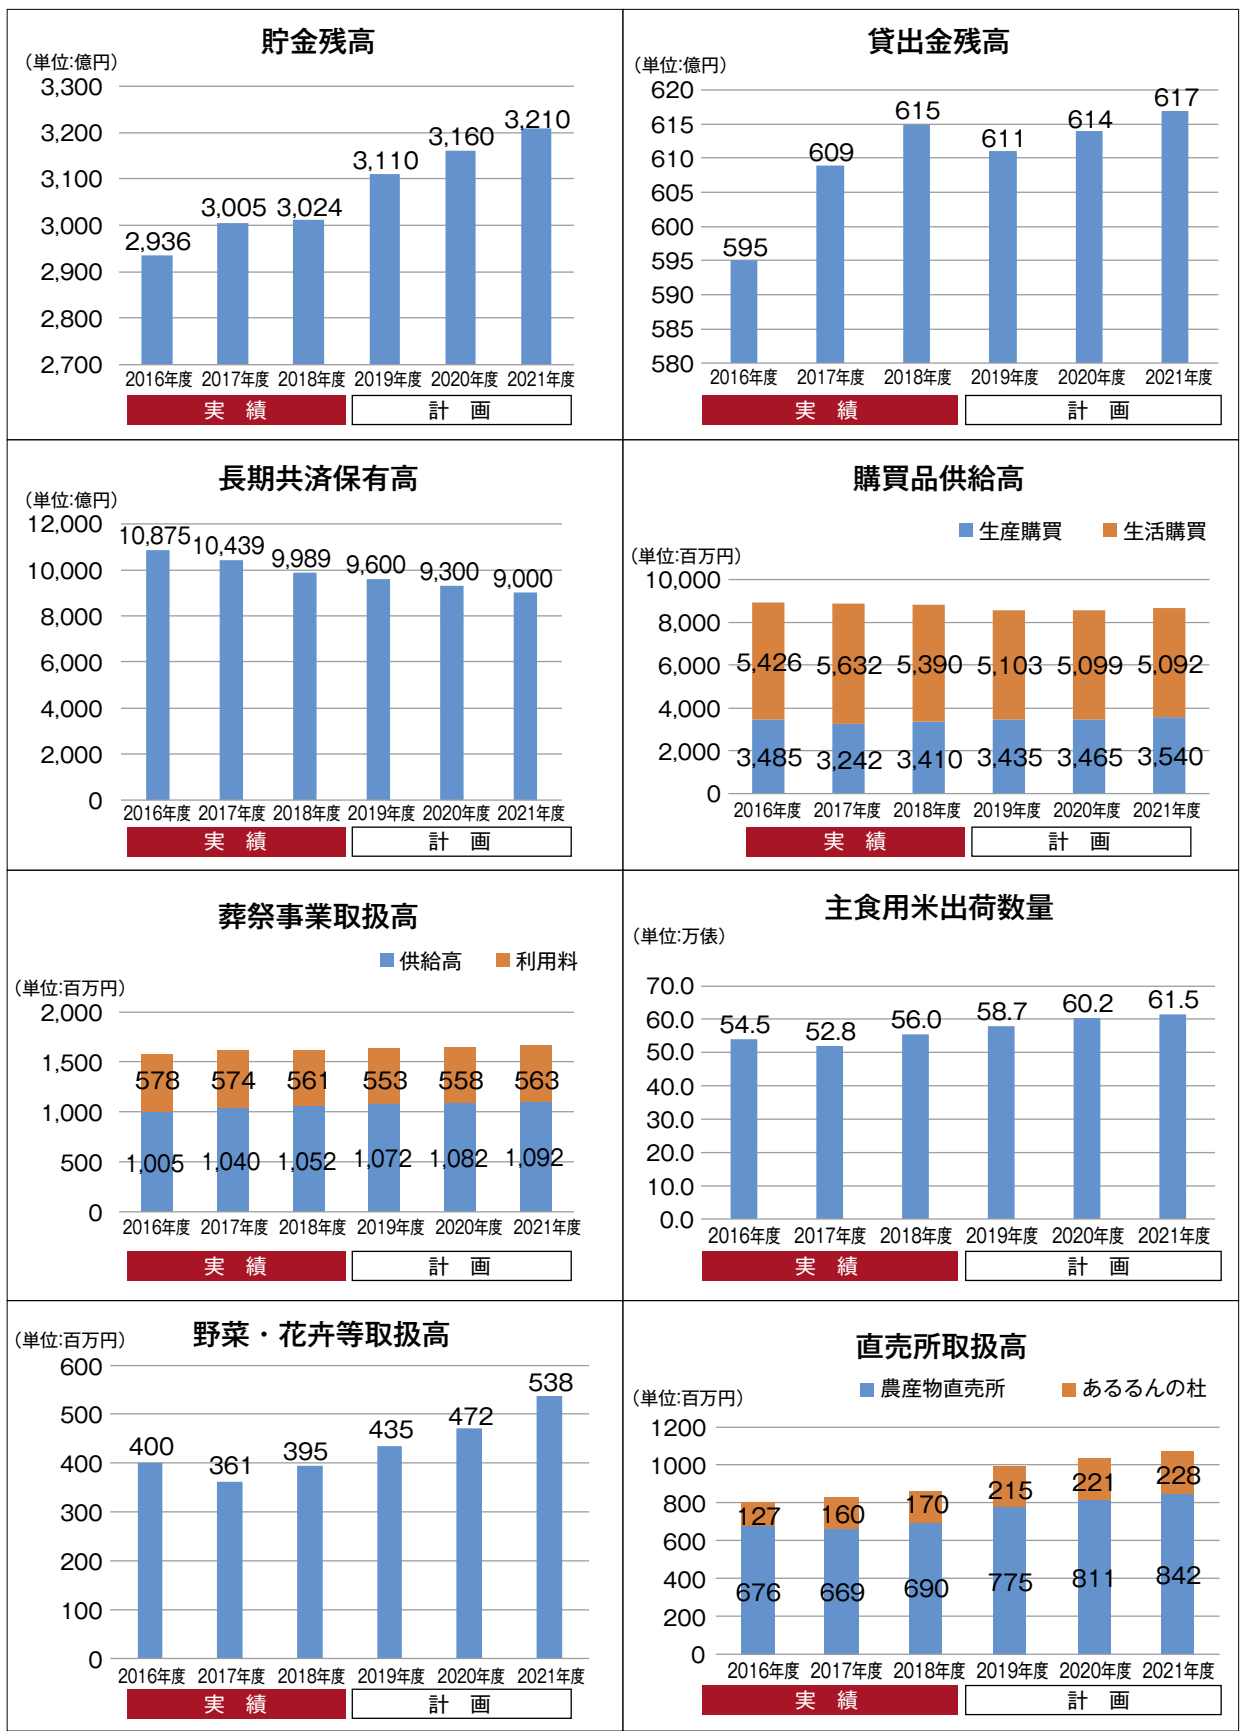 貯金残高
(単位:億円)
3,300
3,200
3,100
3,000
2,900
2,800
2,700
2,936
3,005
3,024
3,110
3,160
3,210
2016年度 2017年度 2018年度 2019年度 2020年度 2021年度
実 績 計 画
貸出金残高
(単位:億円)
620
615
610
605
600
595
590
585
580
595
609
615
611
614
617
2016年度 2017年度 2018年度 2019年度 2020年度 2021年度
実 績 計 画
長期共済保有高
(単位:億円)
12,000
10,000
8,000
6,000
4,000
2,000
0
10,875
10,439
9,989
9,600
9,300
9,000
2016年度 2017年度 2018年度 2019年度 2020年度 2021年度
実 績 計 画
購買品供給高
生産購買 生活購買
(単位:百万円)
10,000
8,000
6,000
4,000
2,000
0
5,426 5,632 5,390 5,103 5,099 5,092
3,485 3,242 3,410 3,435 3,465 3,540
2016年度 2017年度 2018年度 2019年度 2020年度 2021年度
実 績 計 画
葬祭事業取扱高
供給高 利用料
(単位:百万円)
2,000
1,500
1,000
500
0
578 574 561 553 558 563
1,005 1,040 1,052 1,072 1,082 1,092
2016年度 2017年度 2018年度 2019年度 2020年度 2021年度
実 績 計 画
主食用米出荷数量
(単位:万俵)
70.0
60.0
50.0
40.0
30.0
20.0
10.0
0.0
54.5
52.8
56.0
58.7
60.2
61.5
2016年度 2017年度 2018年度 2019年度 2020年度 2021年度
実 績 計 画
野菜・花卉等取扱高
(単位:百万円)
600
500
400
300
200
100
0
400
361
395
435
472
538
2016年度 2017年度 2018年度 2019年度 2020年度 2021年度
実 績 計 画
直売所取扱高
農産物直売所 あるるんの杜
(単位:百万円)
1200
1000
800
600
400
200
0
127 160 170 215 221 228
676 669 690 775 811 842
2016年度 2017年度 2018年度 2019年度 2020年度 2021年度
実 績 計 画